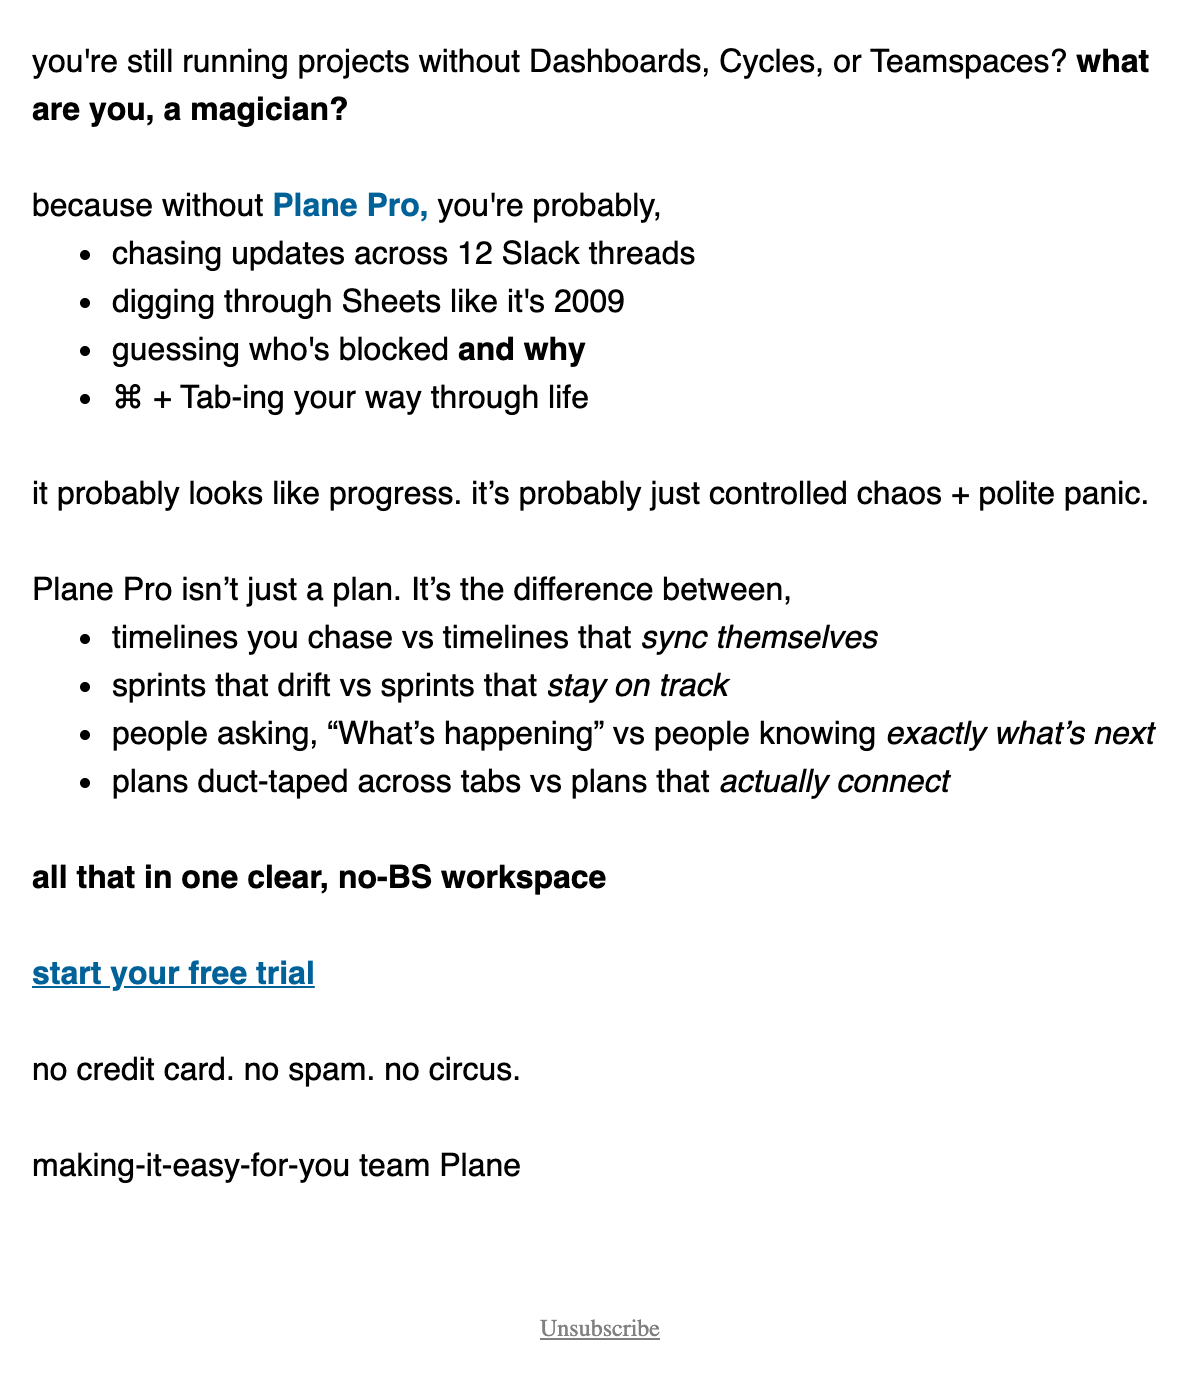 you're still running projects without Dashboards, Cycles, or Teamspaces? what
are you, a magician?
because without Plane Pro, you're probably,
• chasing updates across 12 Slack threads
• digging through Sheets like it's 2009
• guessing who's blocked and why
• ⌘ + Tab-ing your way through life
it probably looks like progress. it’s probably just controlled chaos + polite panic.
Plane Pro isn’t just a plan. It’s the difference between,
• timelines you chase vs timelines that sync themselves
• sprints that drift vs sprints that stay on track
• people asking, “What’s happening” vs people knowing exactly what’s next
• plans duct-taped across tabs vs plans that actually connect
all that in one clear, no-BS workspace
start your free trial
no credit card. no spam. no circus.
making-it-easy-for-you team Plane
Unsubscribe